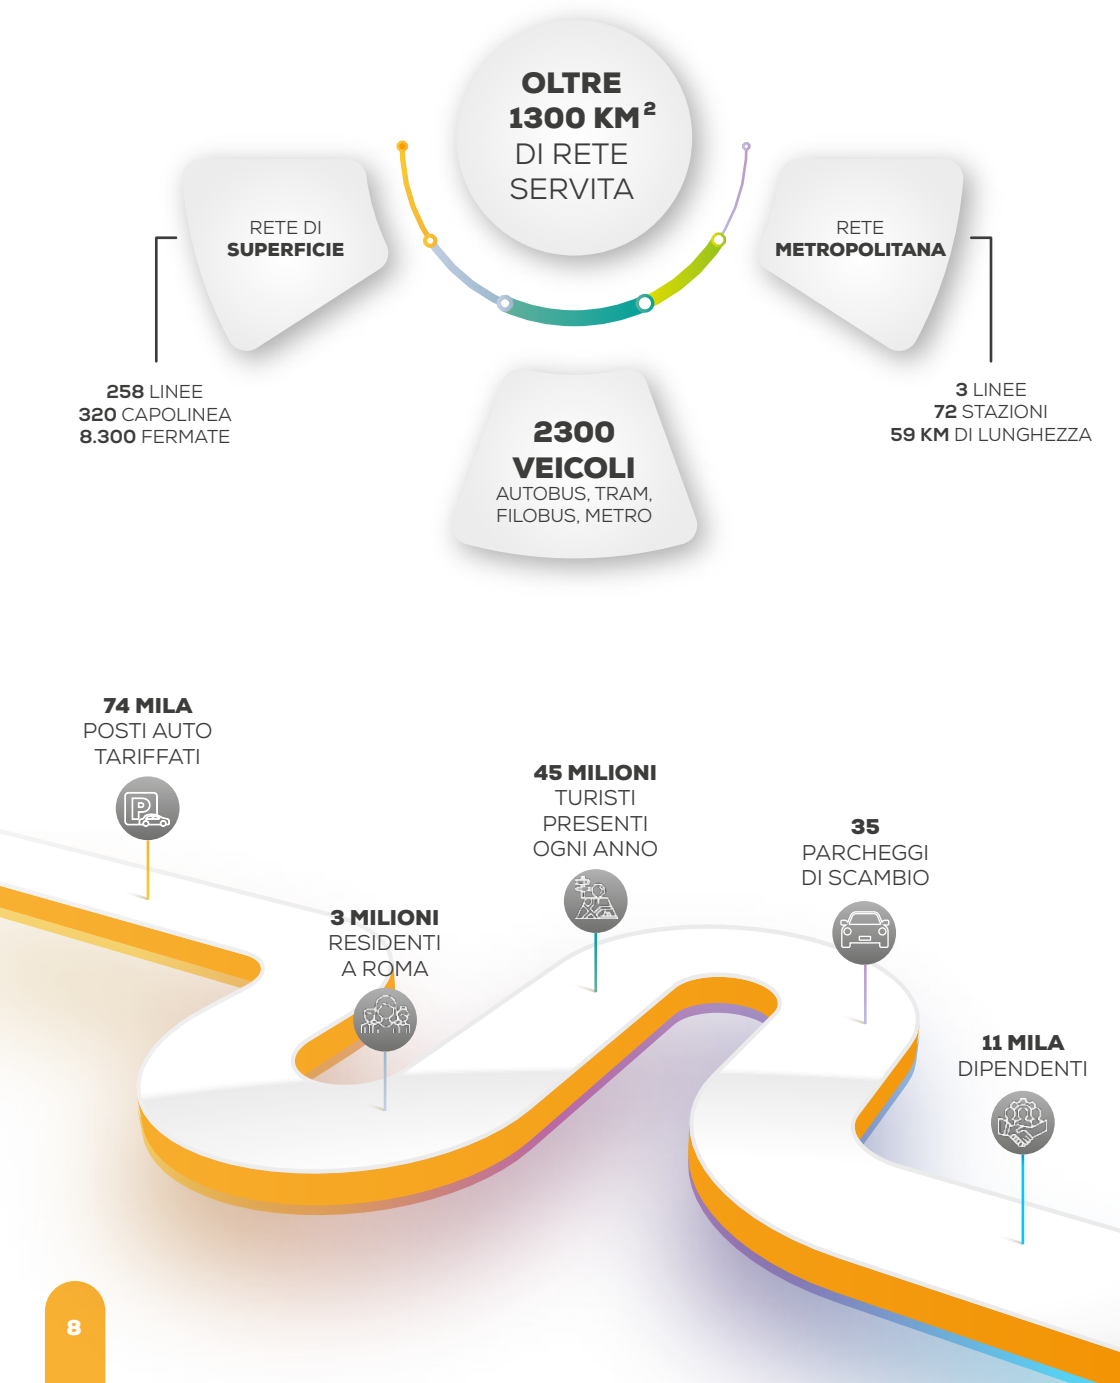 OLTRE
1300 KM²
DI RETE
SERVITA
RETE DI
SUPERFICIE
RETE
METROPOLITANA
258 LINEE
320 CAPOLINEA
8.300 FERMATE
3 LINEE
72 STAZIONI
59 KM DI LUNGHEZZA
2300
VEICOLI
AUTOBUS, TRAM,
FILOBUS, METRO
74 MILA
POSTI AUTO
TARIFFATI
P
3 MILIONI
RESIDENTI
A ROMA
45 MILIONI
TURISTI
PRESENTI
OGNI ANNO
35
PARCHEGGI
DI SCAMBIO
11 MILA
DIPENDENTI
8